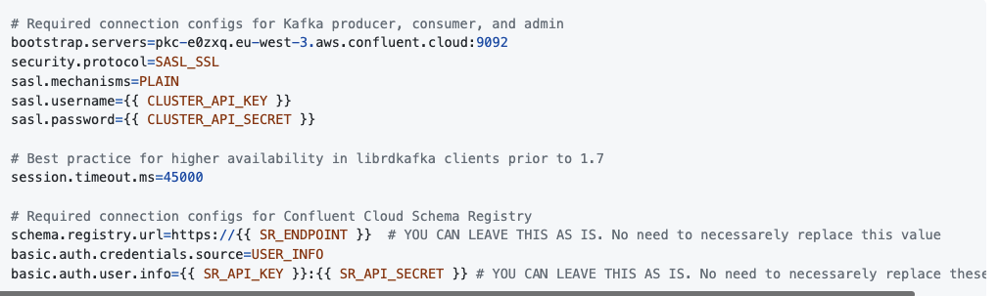 # Required connection configs for Kafka producer, consumer, and admin
bootstrap.servers=pkc-e0zxq.eu-west-3.aws.confluent.cloud:9092
security.protocol=SASL_SSL
sasl.mechanisms=PLAIN
sasl.username={{ CLUSTER_API_KEY }}
sasl.password={{ CLUSTER_API_SECRET }}
# Best practice for higher availability in librdkafka clients prior to 1.7
session.timeout.ms=45000
# Required connection configs for Confluent Cloud Schema Registry
schema.registry.url=https://{{ SR_ENDPOINT }}  # YOU CAN LEAVE THIS AS IS. No need to necessarely replace this value
basic.auth.credentials.source=USER_INFO
basic.auth.user.info={{ SR_API_KEY }}:{{ SR_API_SECRET }} # YOU CAN LEAVE THIS AS IS. No need to necessarely replace these